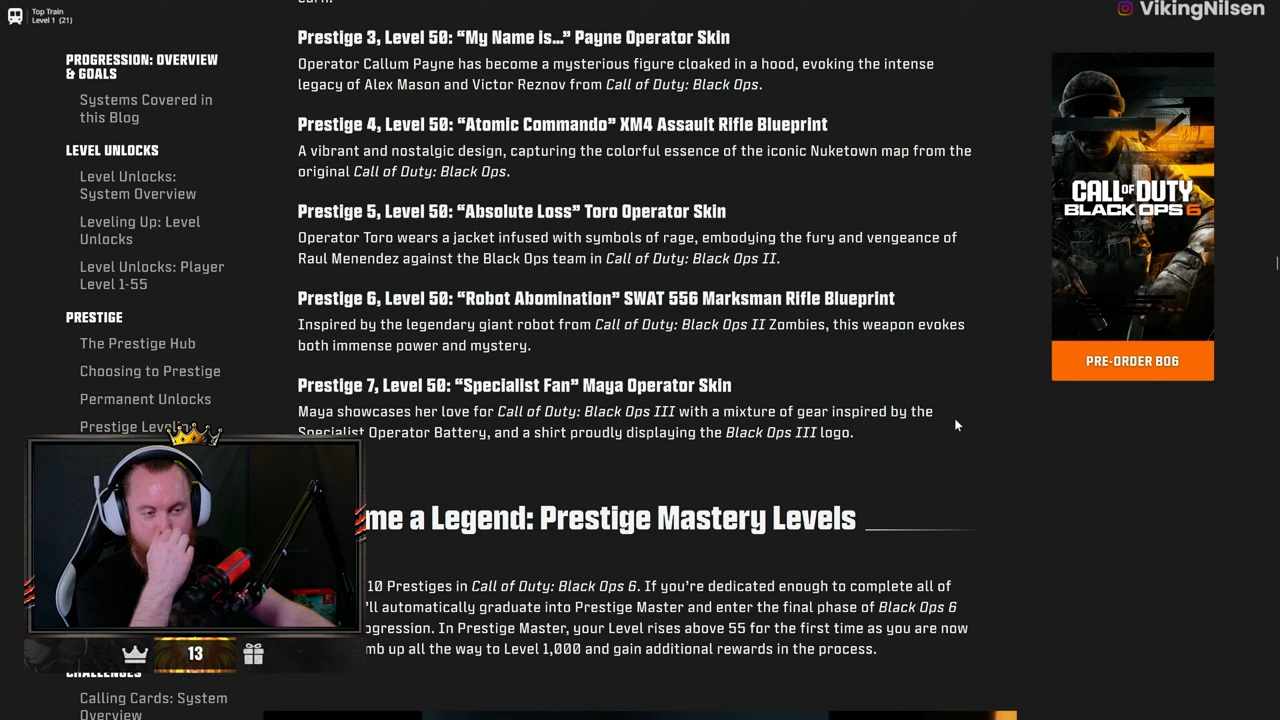 Top Train
Level 1 (21)
VikingNilsen
PROGRESSION: OVERVIEW
& GOALS
Systems Covered in
this Blog
LEVEL UNLOCKS
Level Unlocks:
System Overview
Leveling Up: Level
Unlocks
Level Unlocks: Player
Level 1-55
PRESTIGE
The Prestige Hub
Choosing to Prestige
Permanent Unlocks
Prestige
Prestige 3, Level 50: “My Name is…” Payne Operator Skin
Operator Callum Payne has become a mysterious figure cloaked in a hood, evoking the intense
legacy of Alex Mason and Victor Reznov from Call of Duty: Black Ops.
Prestige 4, Level 50: “Atomic Commando” XM4 Assault Rifle Blueprint
A vibrant and nostalgic design, capturing the colorful essence of the iconic Nuketown map from the
original Call of Duty: Black Ops.
Prestige 5, Level 50: “Absolute Loss” Toro Operator Skin
Operator Toro wears a jacket infused with symbols of rage, embodying the fury and vengeance of
Raul Menendez against the Black Ops team in Call of Duty: Black Ops II.
Prestige 6, Level 50: “Robot Abomination” SWAT 556 Marksman Rifle Blueprint
Inspired by the legendary giant robot from Call of Duty: Black Ops II Zombies, this weapon evokes
both immense power and mystery.
Prestige 7, Level 50: “Specialist Fan” Maya Operator Skin
Maya showcases her love for Call of Duty: Black Ops III with a mixture of gear inspired by the
Specialist Operator Battery, and a shirt proudly displaying the Black Ops III logo.
me a Legend: Prestige Mastery Levels
10 Prestiges in Call of Duty: Black Ops 6. If you’re dedicated enough to complete all of
’ll automatically graduate into Prestige Master and enter the final phase of Black Ops 6
ogression. In Prestige Master, your Level rises above 55 for the first time as you are now
mb up all the way to Level 1,000 and gain additional rewards in the process.
CALL OF DUTY
BLACK OPS 6
PRE-ORDER BO6
13
CHALLENGES
Calling Cards: System
Overview